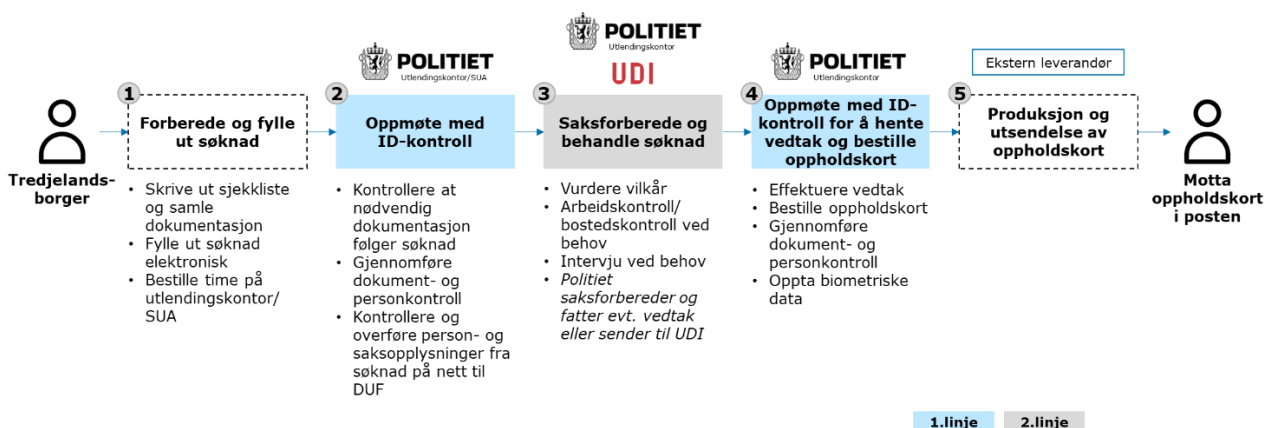 Tredjelands-
borger
1
Forberede og fylle
ut søknad
• Skrive ut sjekkliste
og samle
dokumentasjon
• Fylle ut søknad
elektronisk
• Bestille time på
utlendingskontor/
SUA
POLITIET
Utlendingskontor/SUA
2
Oppmøte med
ID-kontroll
• Kontrollere at
nødvendig
dokumentasjon
følger søknad
• Gjennomføre
dokument- og
personkontroll
• Kontrollere og
overføre person- og
saksopplysninger fra
søknad på nett til
DUF
POLITIET
Utlendingskontor
UDI
3
Saksforberede og
behandle søknad
• Vurdere vilkår
• Arbeidskontroll/
bostedskontroll ved
behov
• Intervju ved behov
• Politiet
saksforbereder og
fatter evt. vedtak
eller sender til UDI
POLITIET
Utlendingskontor
4
Oppmøte med ID-
kontroll for å hente
vedtak og bestille
oppholdskort
• Effektuere vedtak
• Bestille oppholdskort
• Gjennomføre
dokument- og
personkontroll
• Oppta biometriske
data
Ekstern leverandør
5
Produksjon og
utsendelse av
oppholdskort
Motta
oppholdskort
i posten
1.linje
2.linje